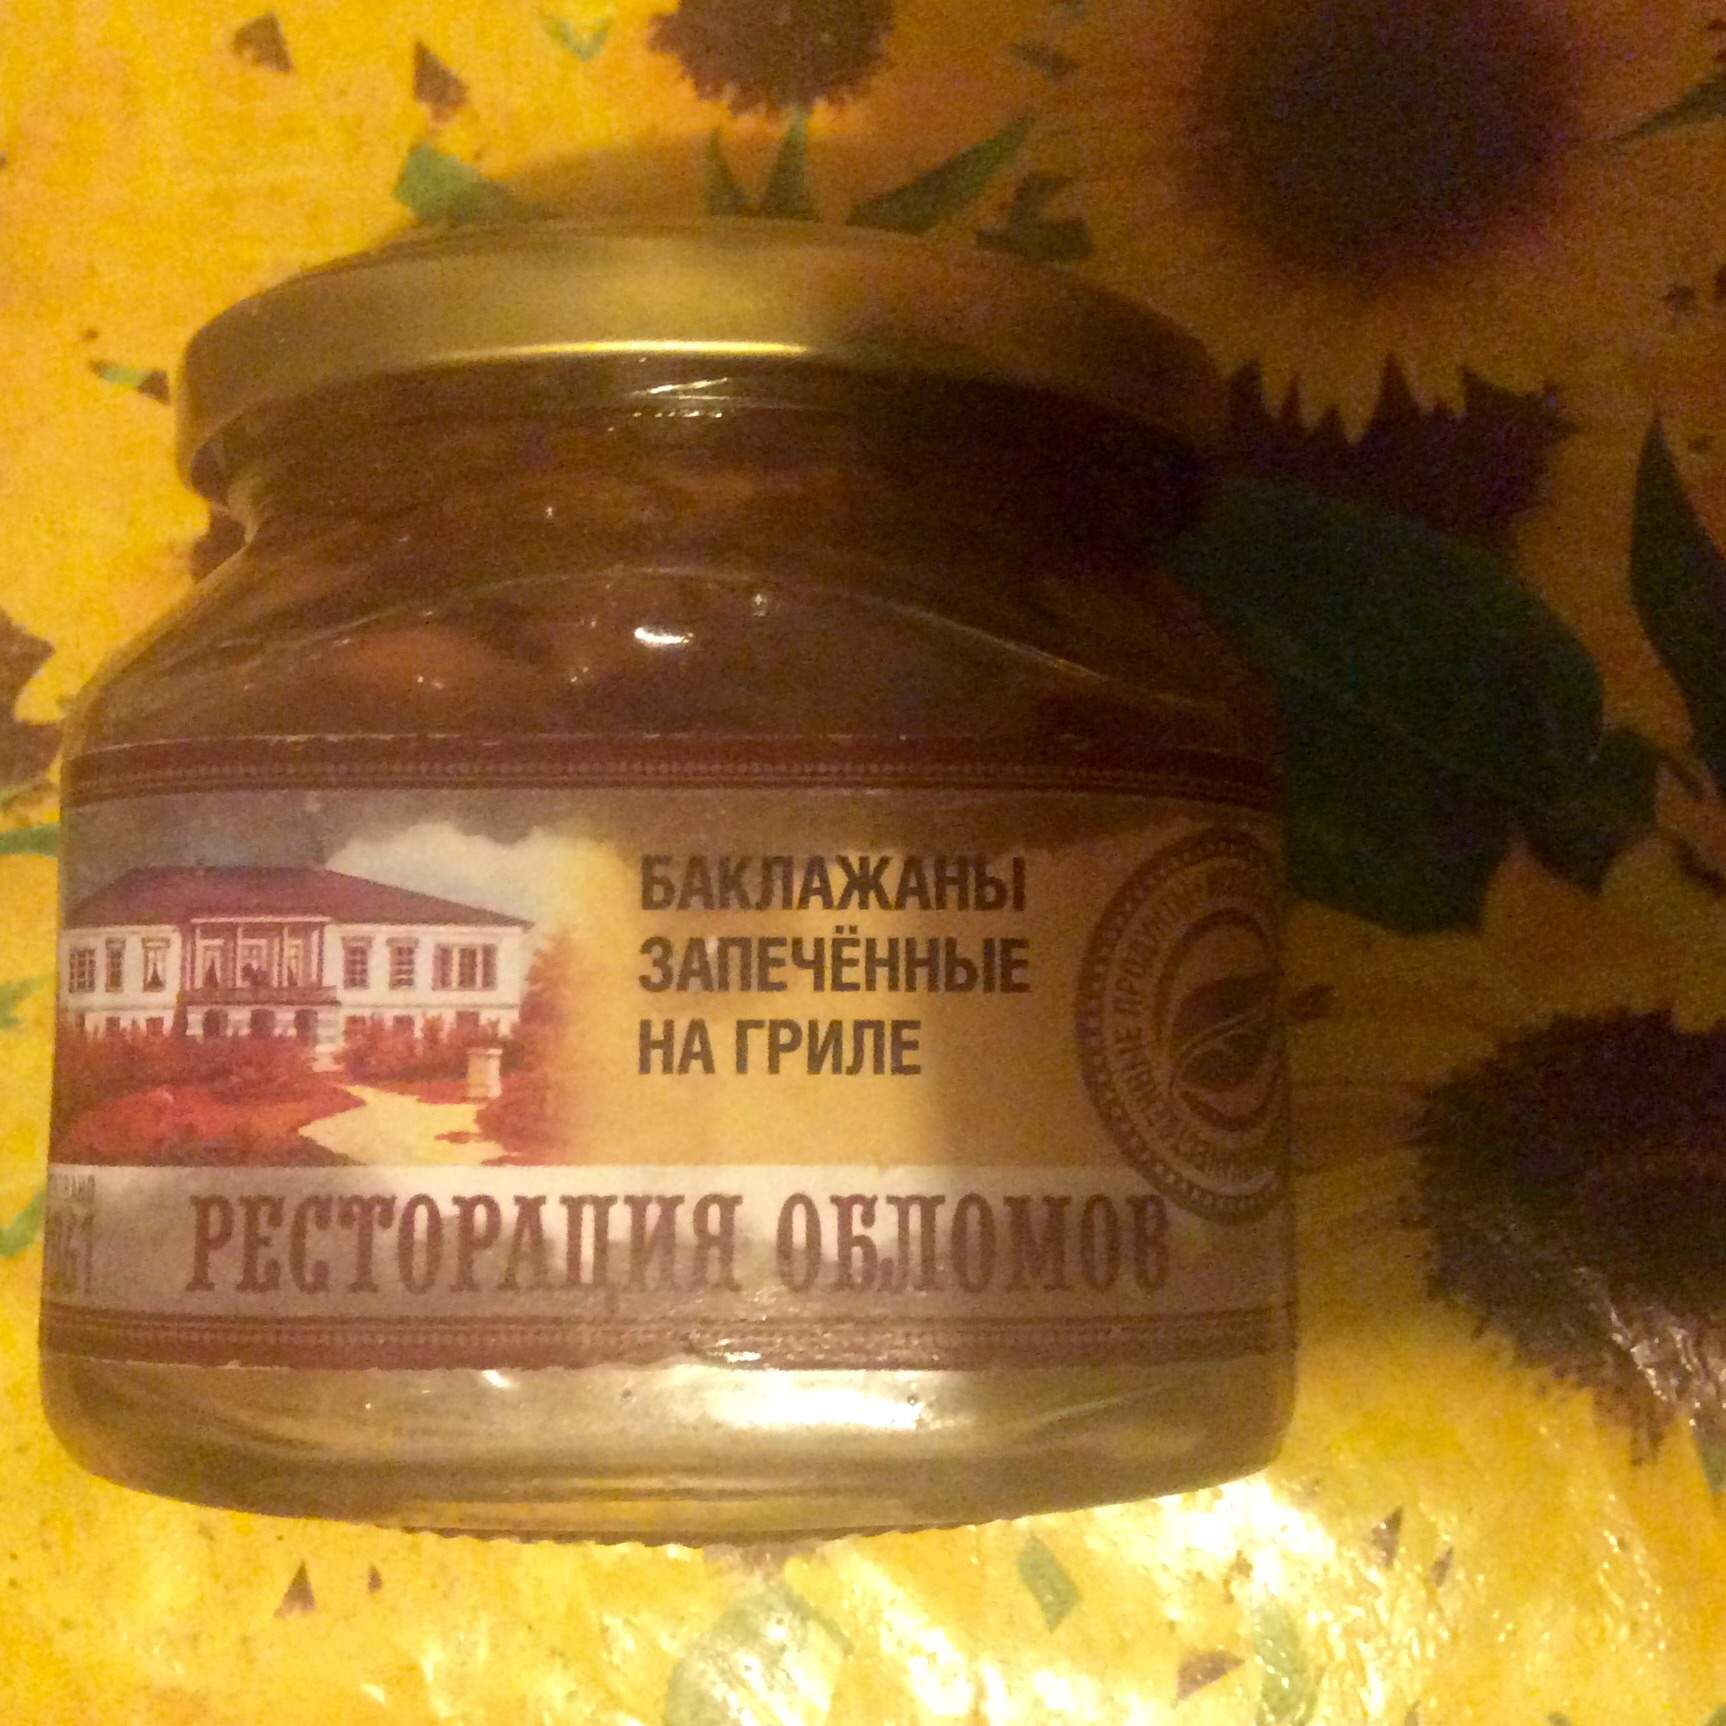 БАКЛАЖАНЫ
ЗАПЕЧЁННЫЕ
НА ГРИЛЕ
РЕСТОРАЦИЯ ОБЛОМОВ